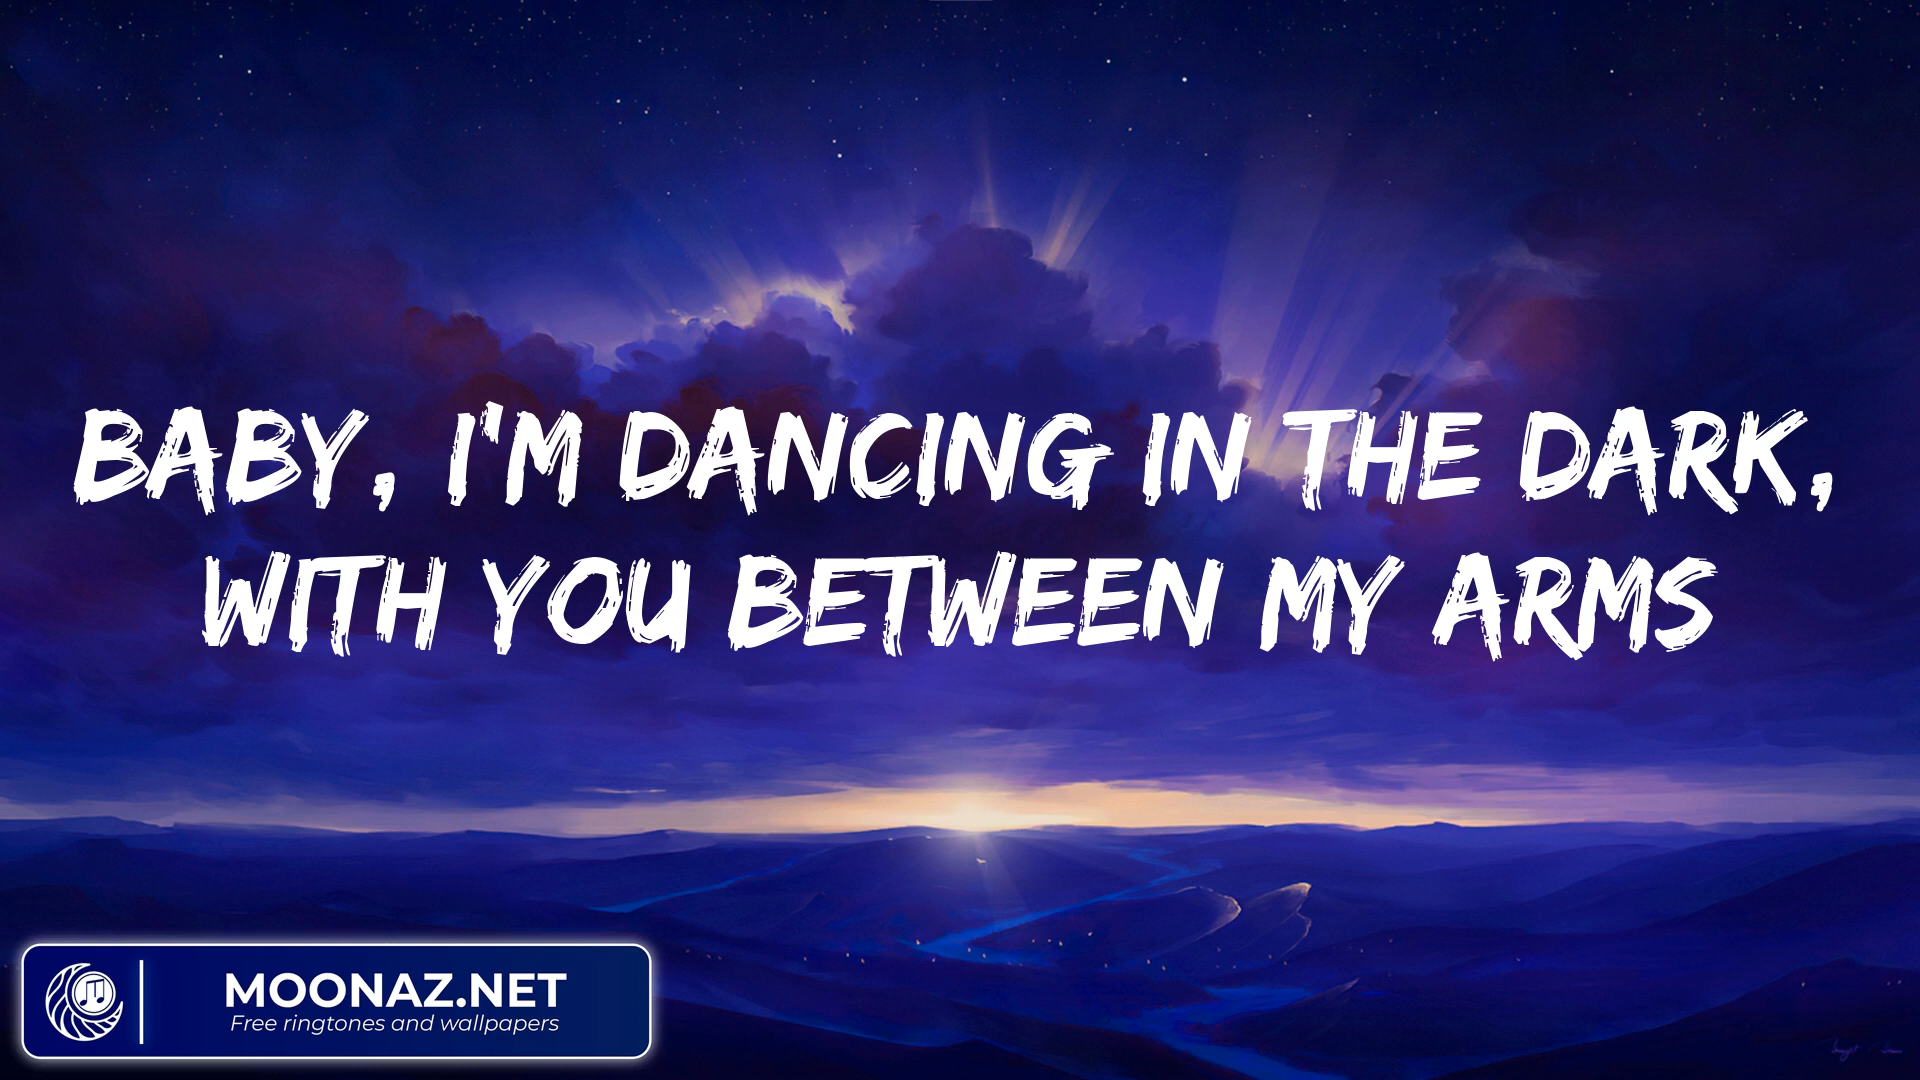 BABY, I'M DANCING IN THE DARK,
WITH YOU BETWEEN MY ARMS
MOONAZ.NET
Free ringtones and wallpapers